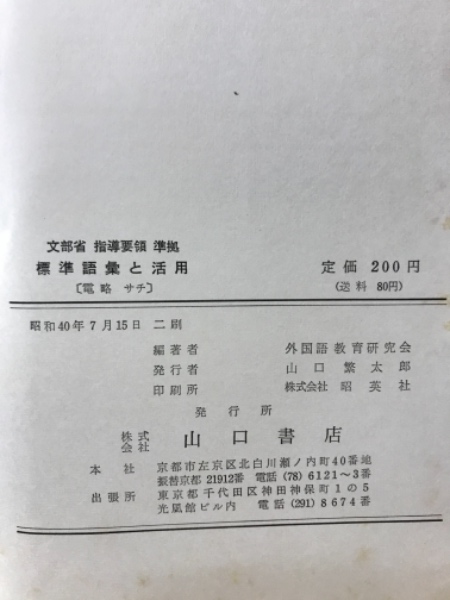 文部省 指導要領 準拠
標準語彙と活用
〔電略 サチ〕
定価 200円
(送料 80円)
昭和40年7月15日 二刷
編著者 外国語教育研究会
発行者 山口繁太郎
印刷所 株式会社 昭英社
発行所
株式会社 山口書店
本社 京都市左京区北白川瀬ノ内町40番地
振替京都 21912番 電話 (78) 6121〜3番
出張所 東京都千代田区神田神保町1の5
光風館ビル内 電話 (291) 8674番